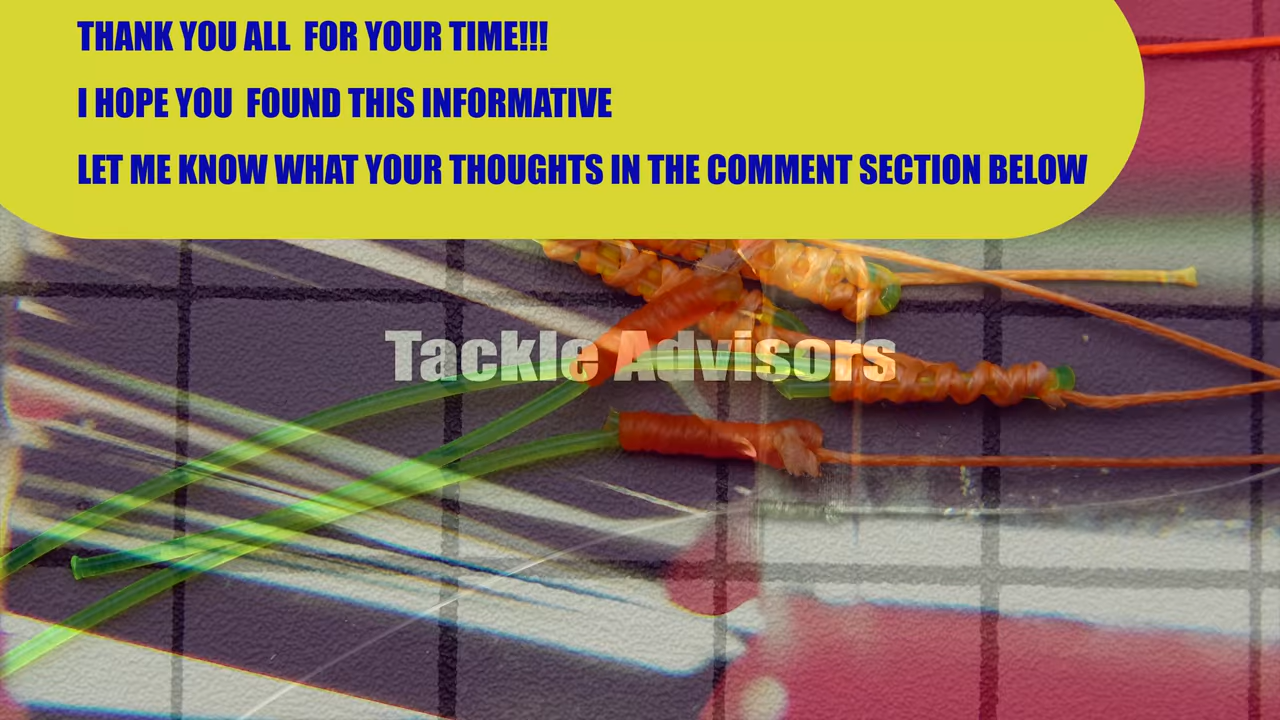 THANK YOU ALL  FOR YOUR TIME!!!
I HOPE YOU  FOUND THIS INFORMATIVE
LET ME KNOW WHAT YOUR THOUGHTS IN THE COMMENT SECTION BELOW
Tackle Advisors